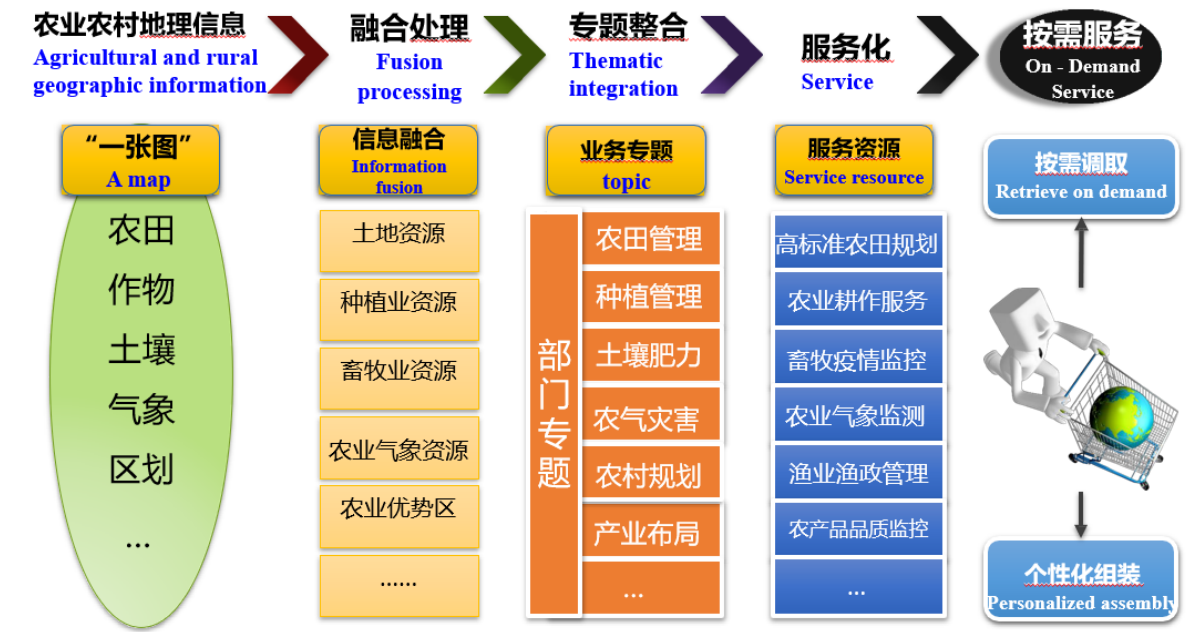 农业农村地理信息
Agricultural and rural
geographic information
融合处理
Fusion
processing
专题整合
Thematic
integration
服务化
Service
按需服务
On - Demand
Service
“一张图”
A map
农田
作物
土壤
气象
区划
...
信息融合
Information
fusion
土地资源
种植业资源
畜牧业资源
农业气象资源
农业优势区
......
业务专题
topic
部门专题
农田管理
种植管理
土壤肥力
农气灾害
农村规划
产业布局
...
服务资源
Service resource
高标准农田规划
农业耕作服务
畜牧疫情监控
农业气象监测
渔业渔政管理
农产品品质监控
...
按需调取
Retrieve on demand
个性化组装
Personalized assembly